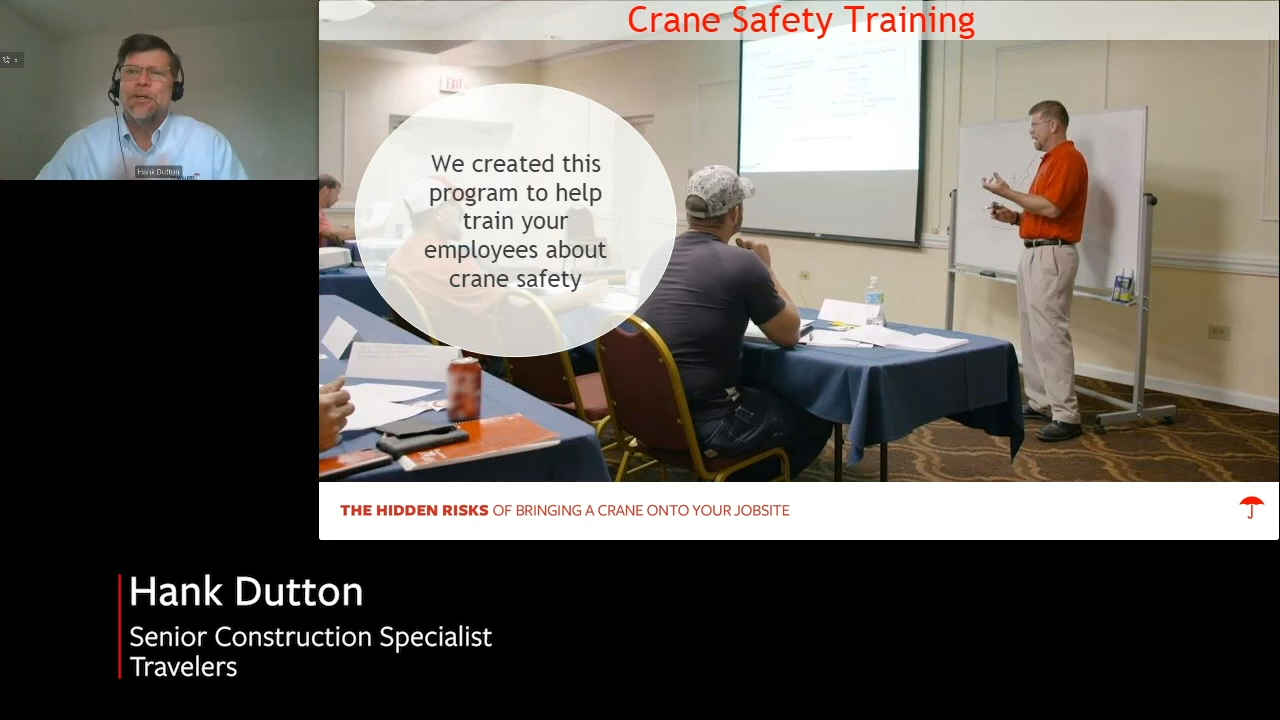 Crane Safety Training
EXIT
We created this
program to help
train your
employees about
crane safety
Hank Dutton
THE HIDDEN RISKS OF BRINGING A CRANE ONTO YOUR JOBSITE
Hank Dutton
Senior Construction Specialist
Travelers